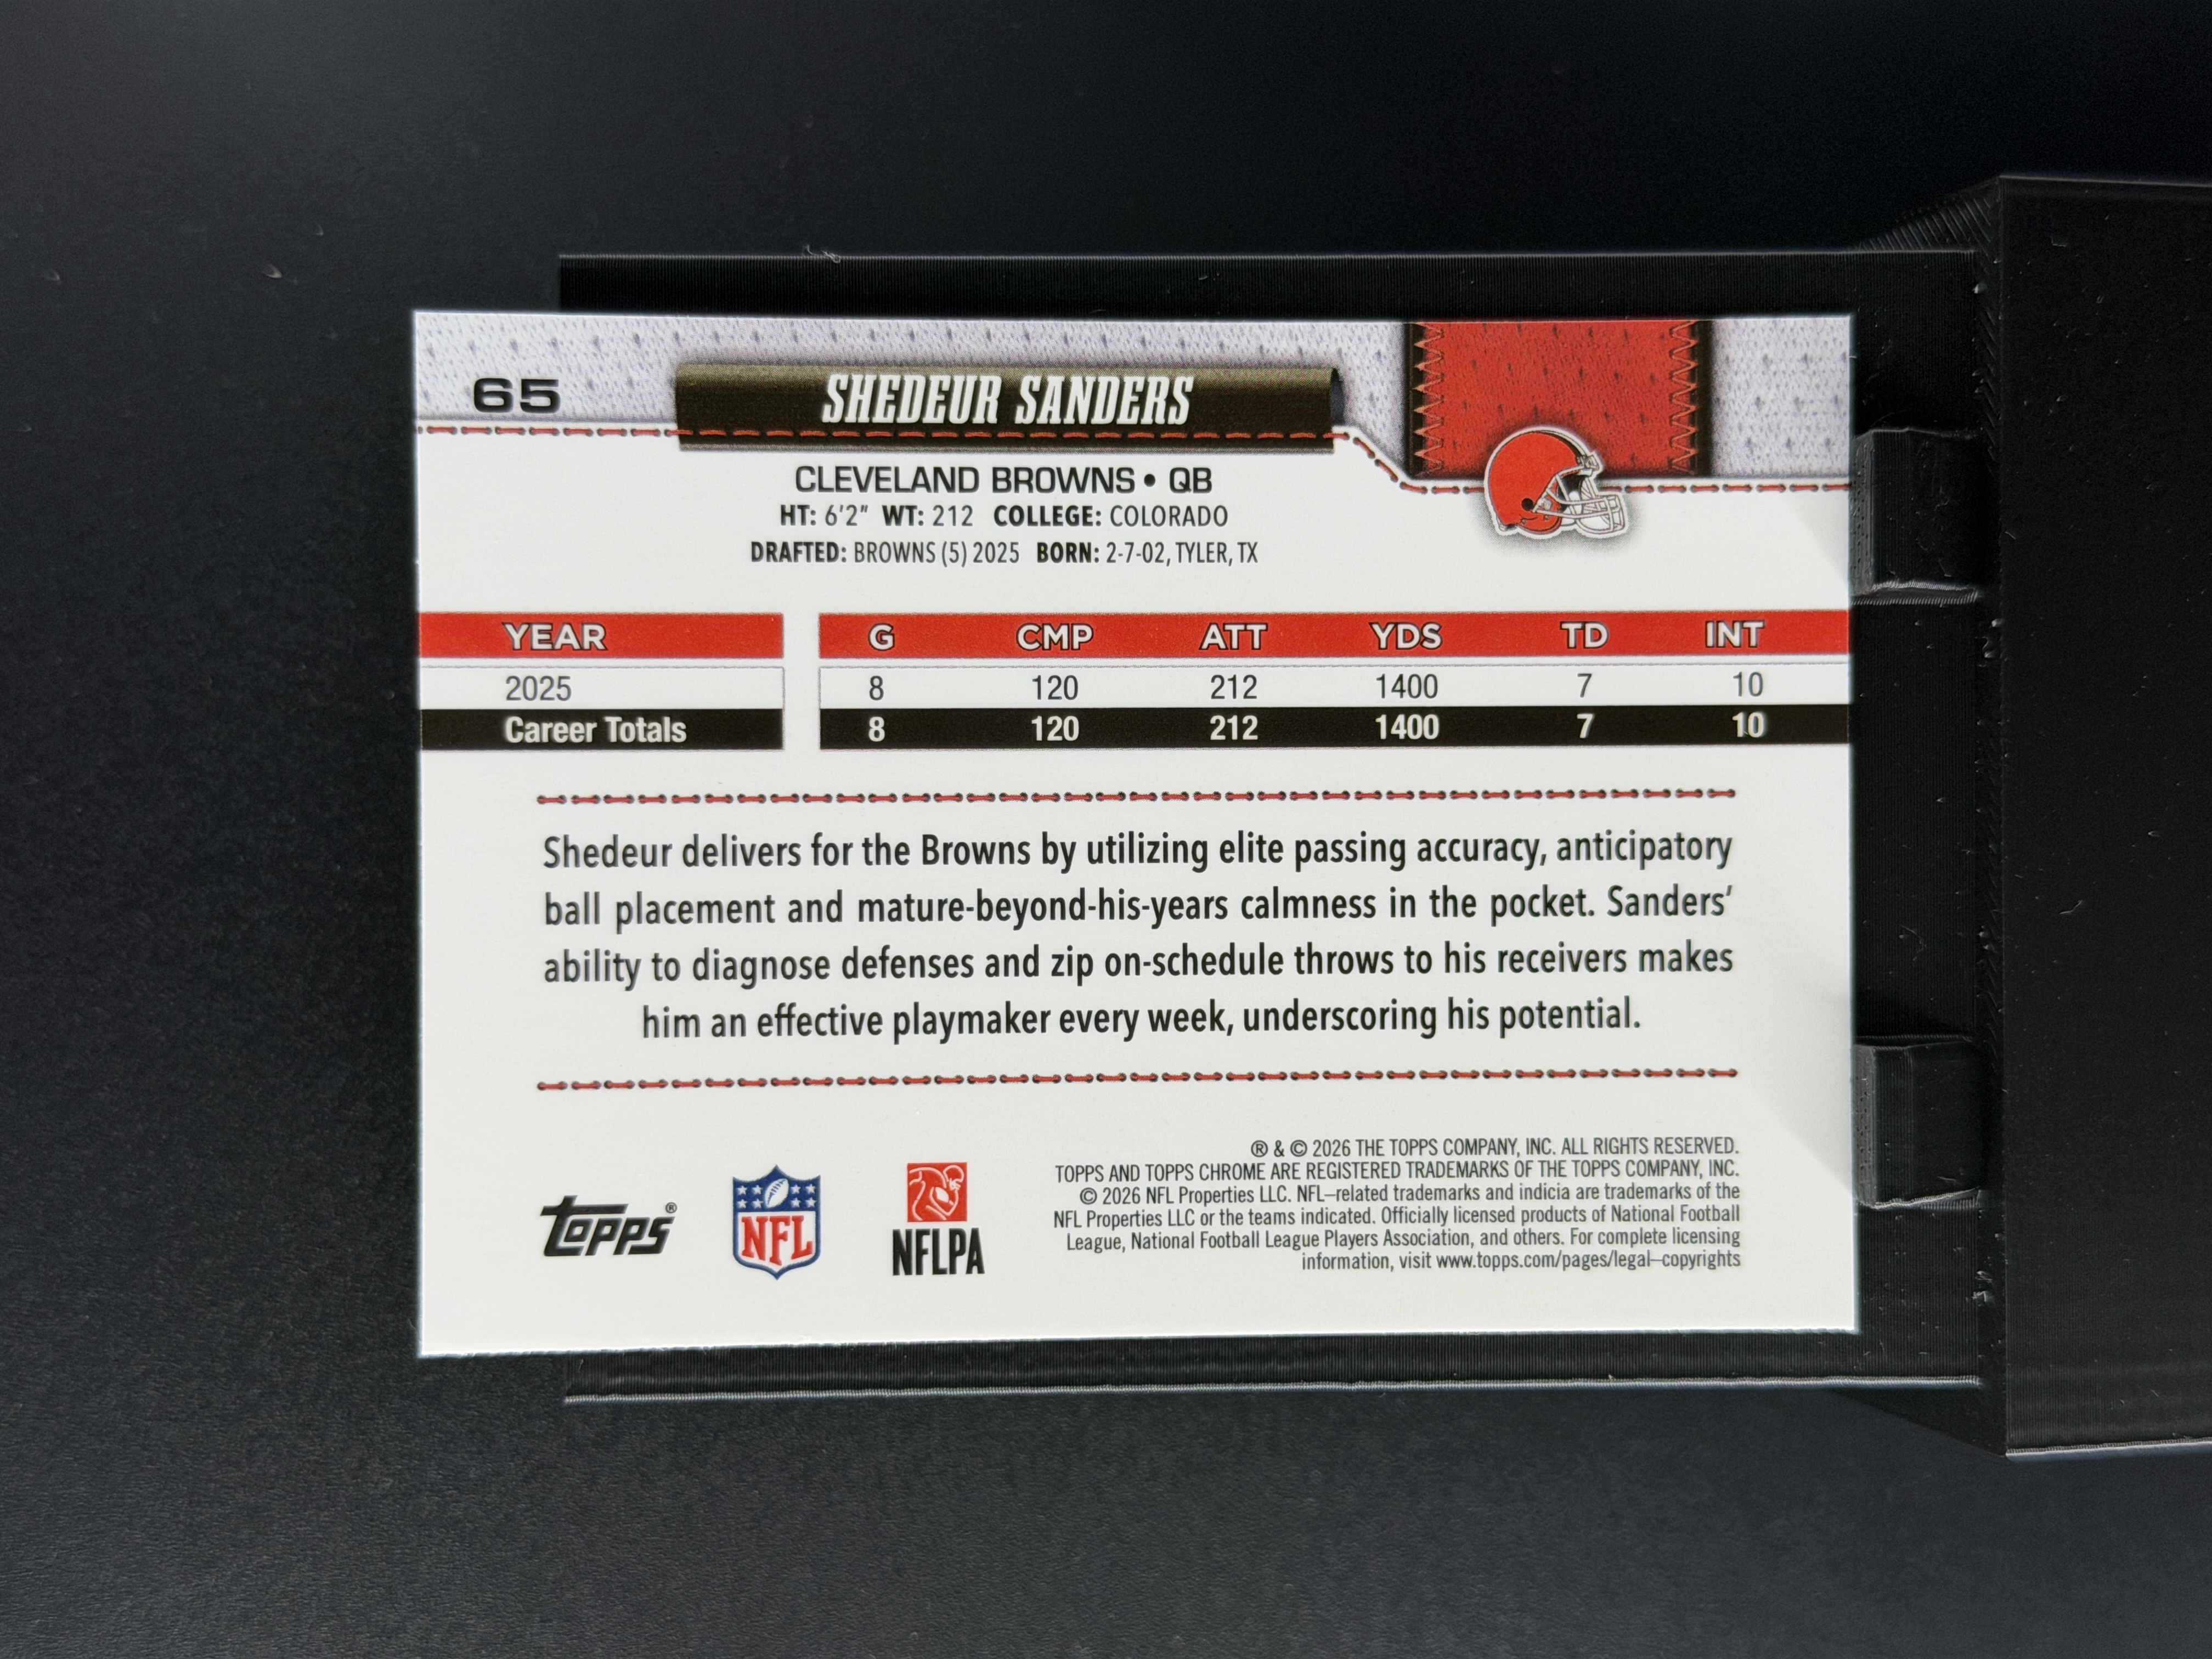 65
SHEDEUR SANDERS
CLEVELAND BROWNS • QB
HT: 6'2" WT: 212 COLLEGE: COLORADO
DRAFTED: BROWNS (5) 2025 BORN: 2-7-02, TYLER, TX
YEAR G CMP ATT YDS TD INT
2025 8 120 212 1400 7 10
Career Totals 8 120 212 1400 7 10
Shedeur delivers for the Browns by utilizing elite passing accuracy, anticipatory
ball placement and mature-beyond-his-years calmness in the pocket. Sanders'
ability to diagnose defenses and zip on-schedule throws to his receivers makes
him an effective playmaker every week, underscoring his potential.
topps®
NFL
NFLPA
® & © 2026 THE TOPPS COMPANY, INC. ALL RIGHTS RESERVED.
TOPPS AND TOPPS CHROME ARE REGISTERED TRADEMARKS OF THE TOPPS COMPANY, INC.
© 2026 NFL Properties LLC. NFL-related trademarks and indicia are trademarks of the
NFL Properties LLC or the teams indicated. Officially licensed products of National Football
League, National Football League Players Association, and others. For complete licensing
information, visit www.topps.com/pages/legal-copyrights